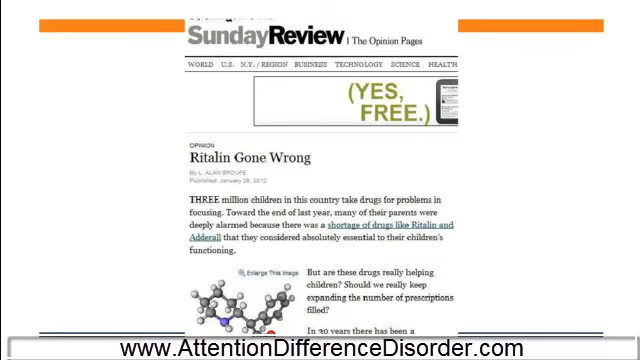 SundayReview | The Opinion Pages
WORLD U.S. N.Y. / REGION BUSINESS TECHNOLOGY SCIENCE HEALTH
(YES,
FREE.)
OPINION
Ritalin Gone Wrong
By L. ALAN SROUFE
Published: January 28, 2012
THREE million children in this country take drugs for problems in
focusing. Toward the end of last year, many of their parents were
deeply alarmed because there was a shortage of drugs like Ritalin and
Adderall that they considered absolutely essential to their children's
functioning.
Enlarge This Image
But are these drugs really helping
children? Should we really keep
expanding the number of prescriptions
filled?
In 30 years there has been a
www.AttentionDifferenceDisorder.com